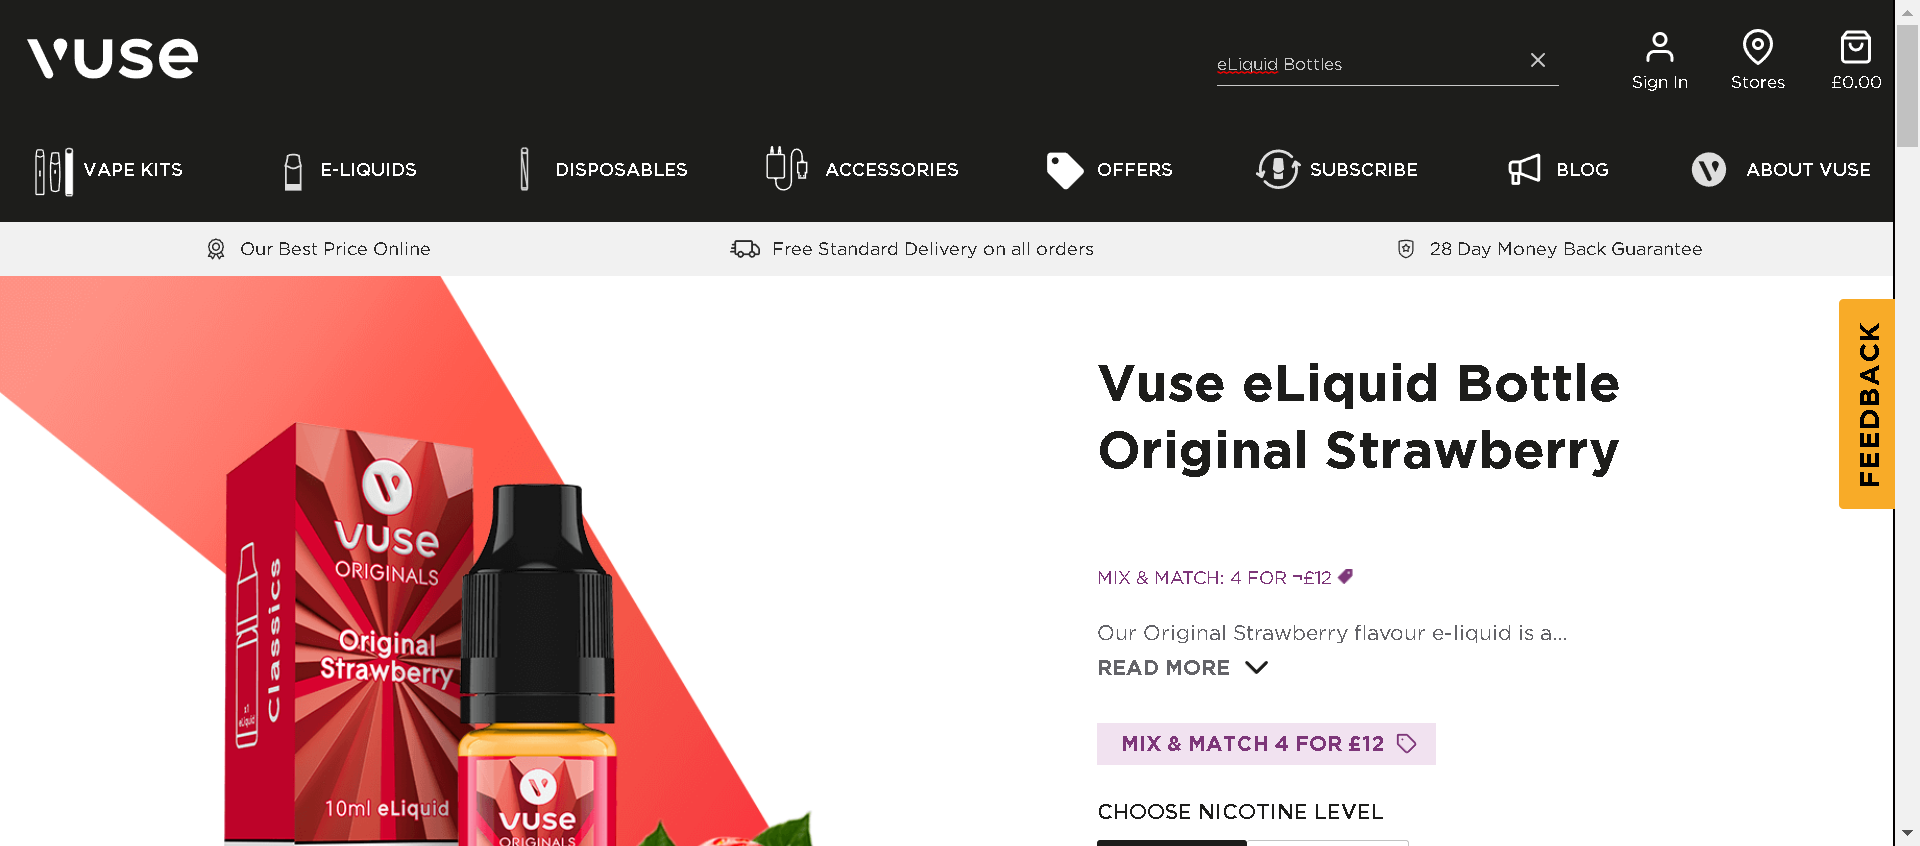 vuse
eLiquid Bottles
Sign In
Stores
£0.00
VAPE KITS
E-LIQUIDS
DISPOSABLES
ACCESSORIES
OFFERS
SUBSCRIBE
BLOG
ABOUT VUSE
Our Best Price Online
Free Standard Delivery on all orders
28 Day Money Back Guarantee
FEEDBACK
Vuse eLiquid Bottle
Original Strawberry
MIX & MATCH: 4 FOR ¬£12
Our Original Strawberry flavour e-liquid is a...
READ MORE
MIX & MATCH 4 FOR £12
CHOOSE NICOTINE LEVEL
Classics
x1
eLiquid
vuse
ORIGINALS
Original
Strawberry
10ml eLiquid
vuse
ORIGINALS